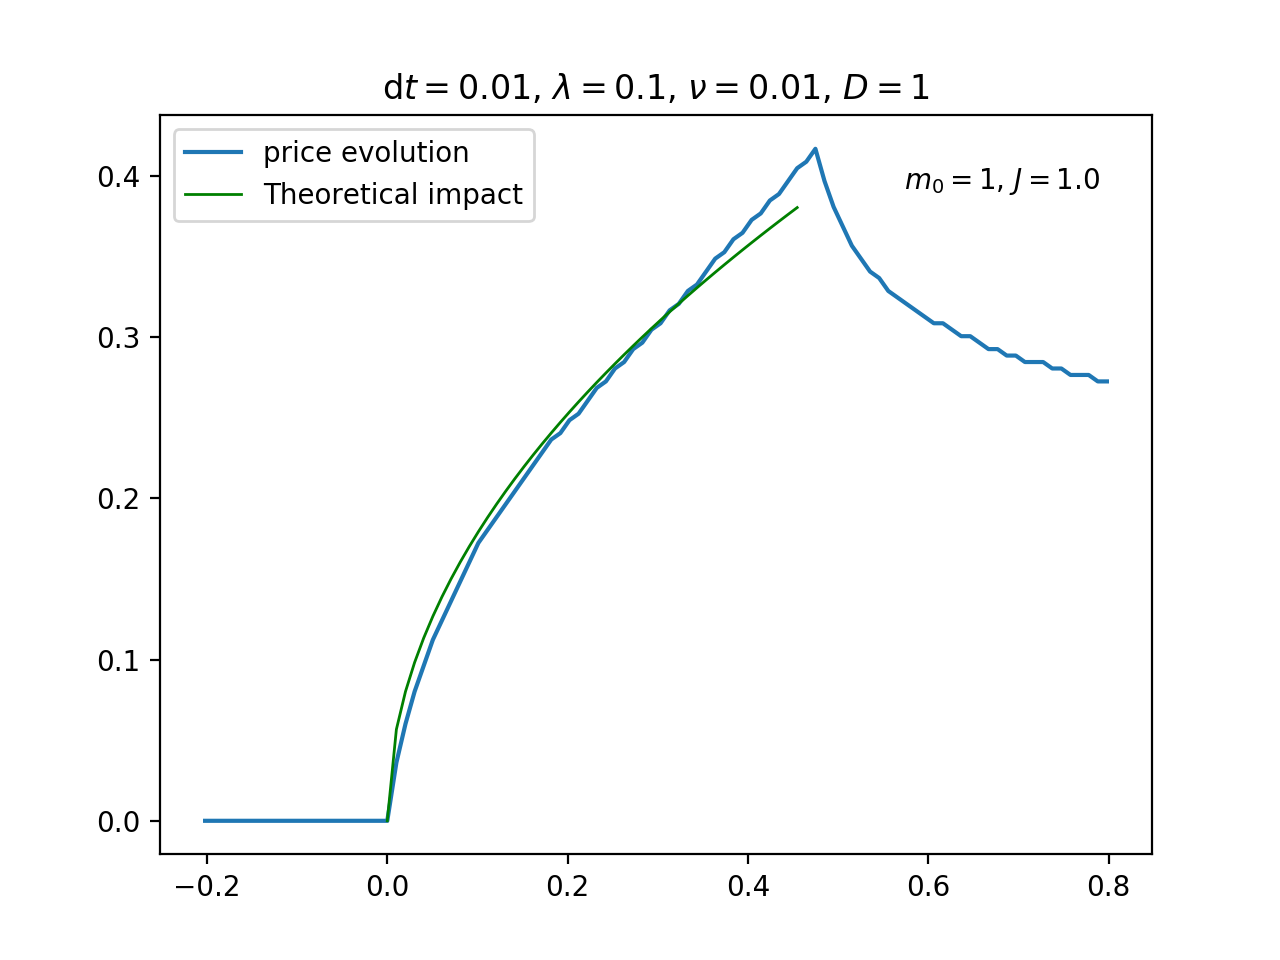 dt = 0.01, λ = 0.1, ν = 0.01, D = 1
price evolution
Theoretical impact
m₀ = 1, J = 1.0
0.4
0.3
0.2
0.1
0.0
−0.2 0.0 0.2 0.4 0.6 0.8